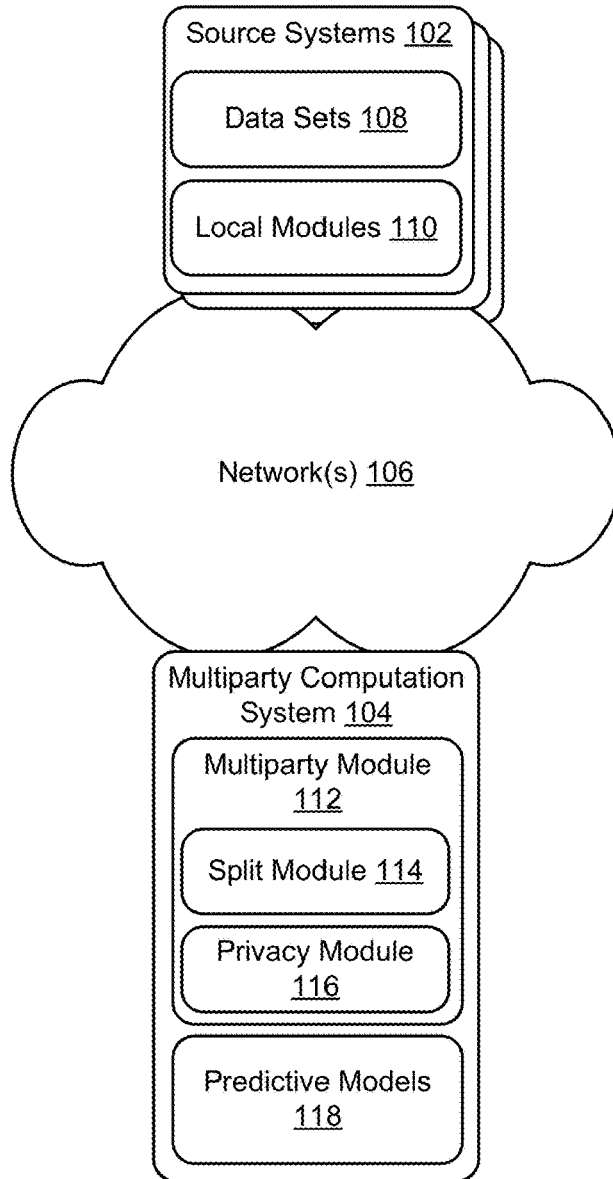 Source Systems 102
Data Sets 108
Local Modules 110
Network(s) 106
Multiparty Computation
System 104
Multiparty Module
112
Split Module 114
Privacy Module
116
Predictive Models
118